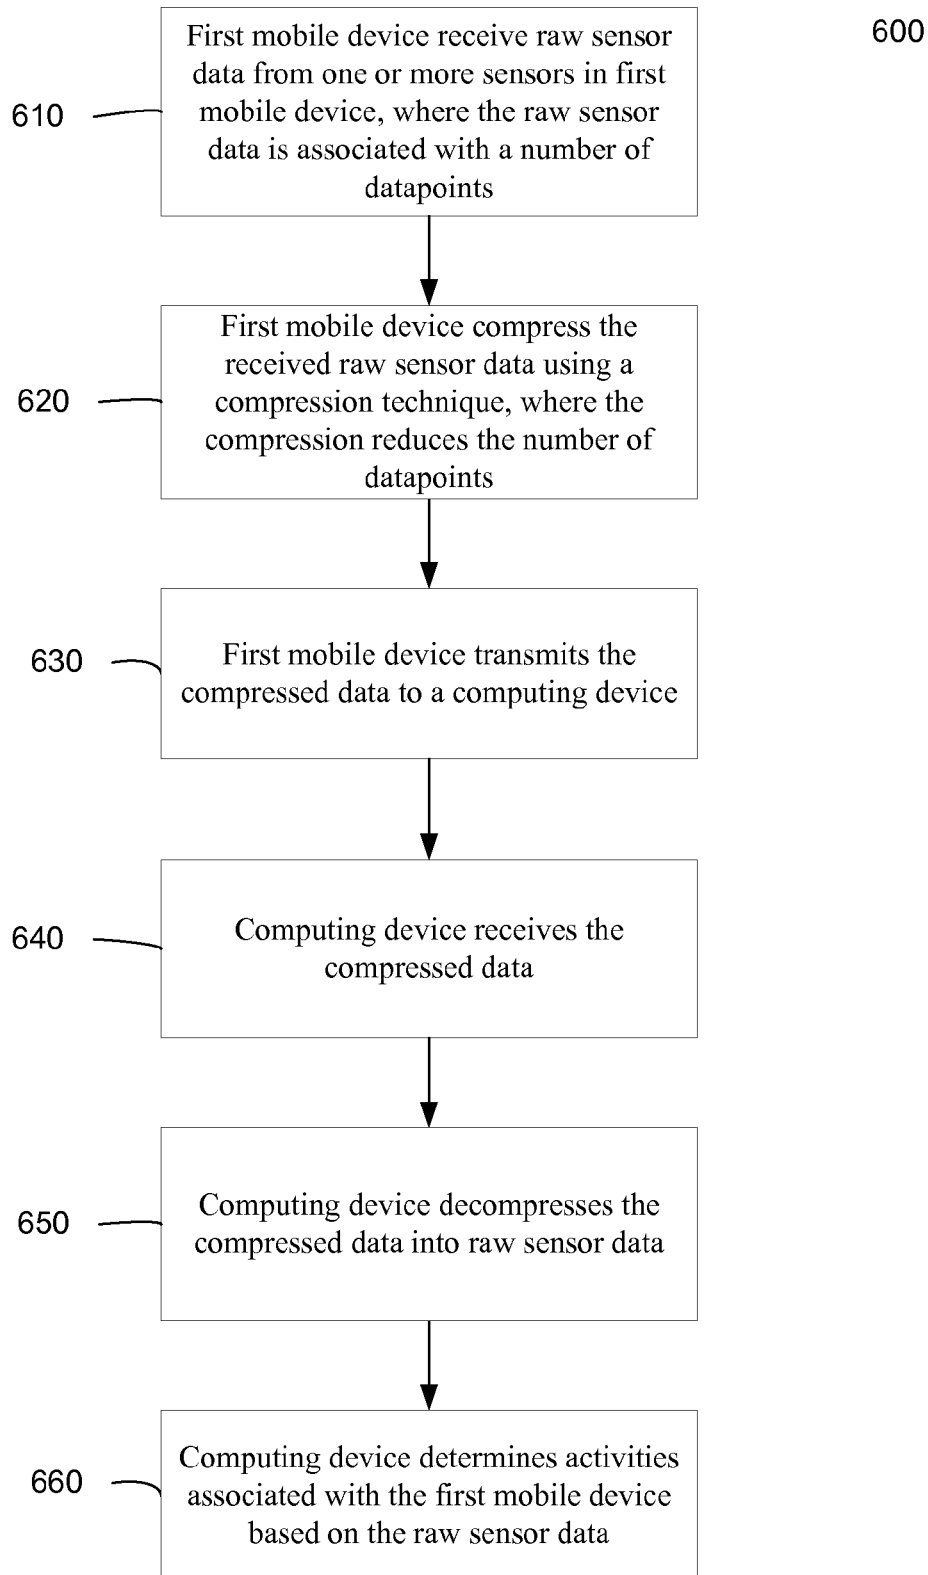 600
610
First mobile device receive raw sensor
data from one or more sensors in first
mobile device, where the raw sensor
data is associated with a number of
datapoints
620
First mobile device compress the
received raw sensor data using a
compression technique, where the
compression reduces the number of
datapoints
630
First mobile device transmits the
compressed data to a computing device
640
Computing device receives the
compressed data
650
Computing device decompresses the
compressed data into raw sensor data
660
Computing device determines activities
associated with the first mobile device
based on the raw sensor data